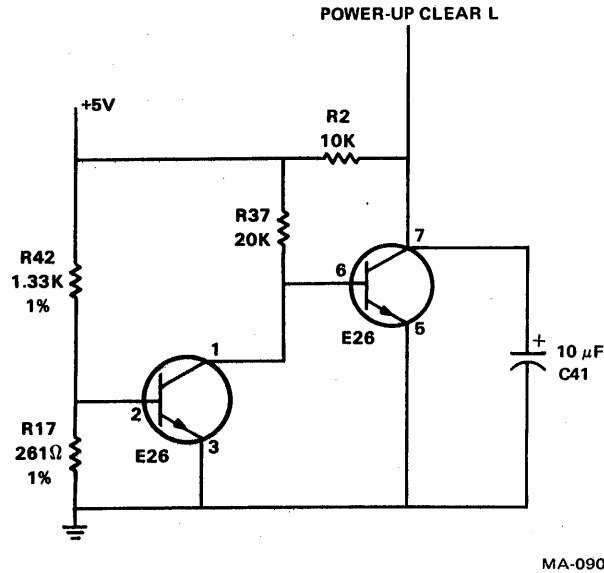 POWER-UP CLEAR L
+5V
R2
10K
R37
20K
R42
1.33K
1%
7
6
5
E26
+
10 μF
C41
1
2
3
E26
R17
261Ω
1%
MA-090